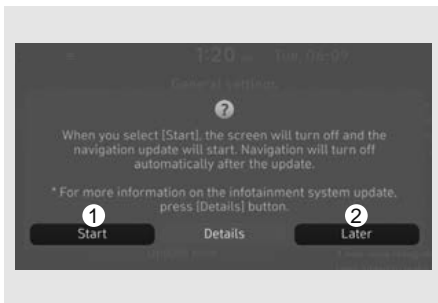 1:20 Tue, 06-09
General settings
?
When you select [Start], the screen will turn off and the
navigation update will start. Navigation will turn off
automatically after the update.
* For more information on the infotainment system update,
press [Details] button.
1 2
Start Details Later